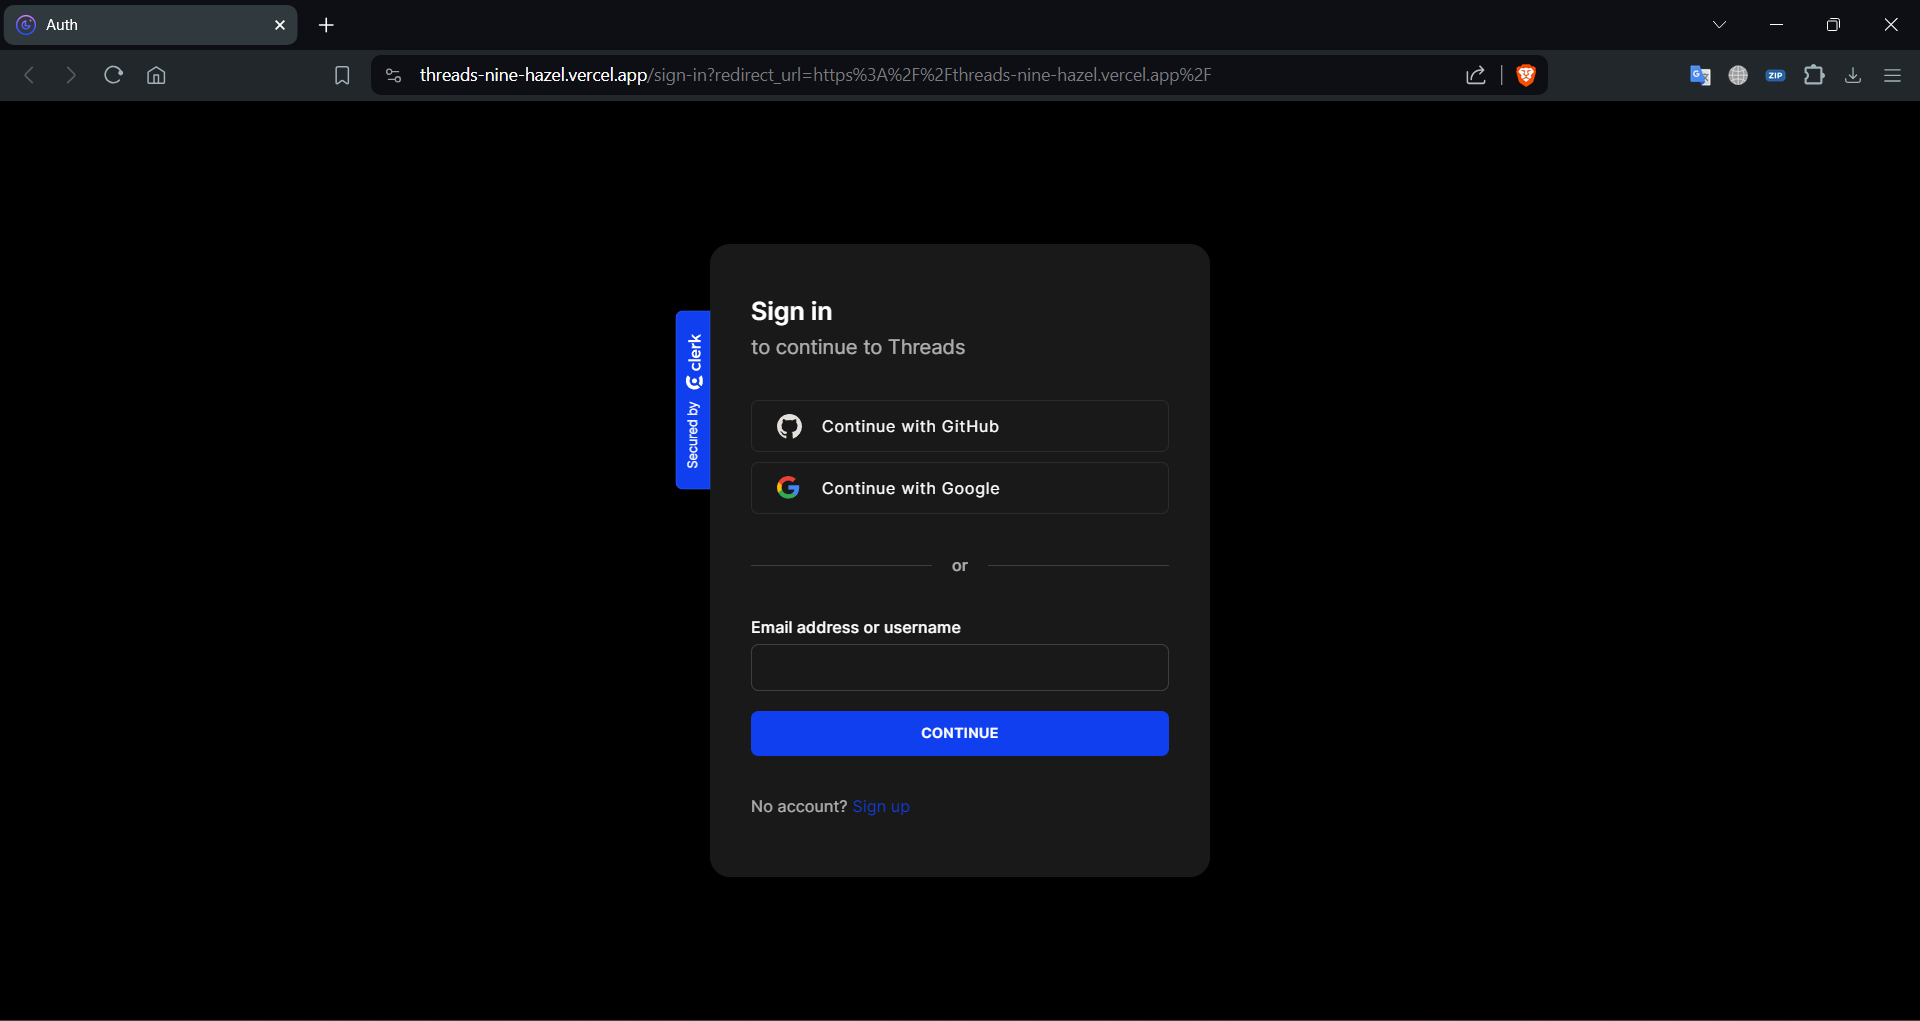 Auth
threads-nine-hazel.vercel.app/sign-in?redirect_url=https%3A%2F%2Fthreads-nine-hazel.vercel.app%2F
ZIP
Sign in
to continue to Threads
Secured by clerk
Continue with GitHub
Continue with Google
or
Email address or username
CONTINUE
No account? Sign up